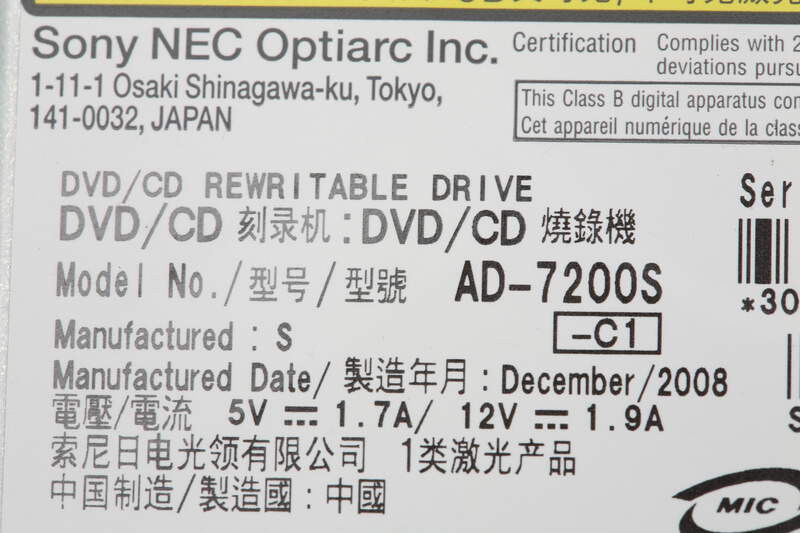 Sony NEC Optiarc Inc.
1-11-1 Osaki Shinagawa-ku, Tokyo,
141-0032, JAPAN
Certification
Complies with 2
deviations pursu
This Class B digital apparatus com
Cet appareil numérique de la class
DVD/CD REWRITABLE DRIVE
DVD/CD 刻录机 : DVD/CD 燒錄機
Model No./型号/型號 AD-7200S
-C1
Manufactured : S
Manufactured Date/ 製造年月 : December/2008
電壓/電流 5V ⎓ 1.7A/ 12V ⎓ 1.9A
索尼日电光领有限公司 1类激光产品
中国制造/製造國 : 中國
Ser
*30
S
MIC